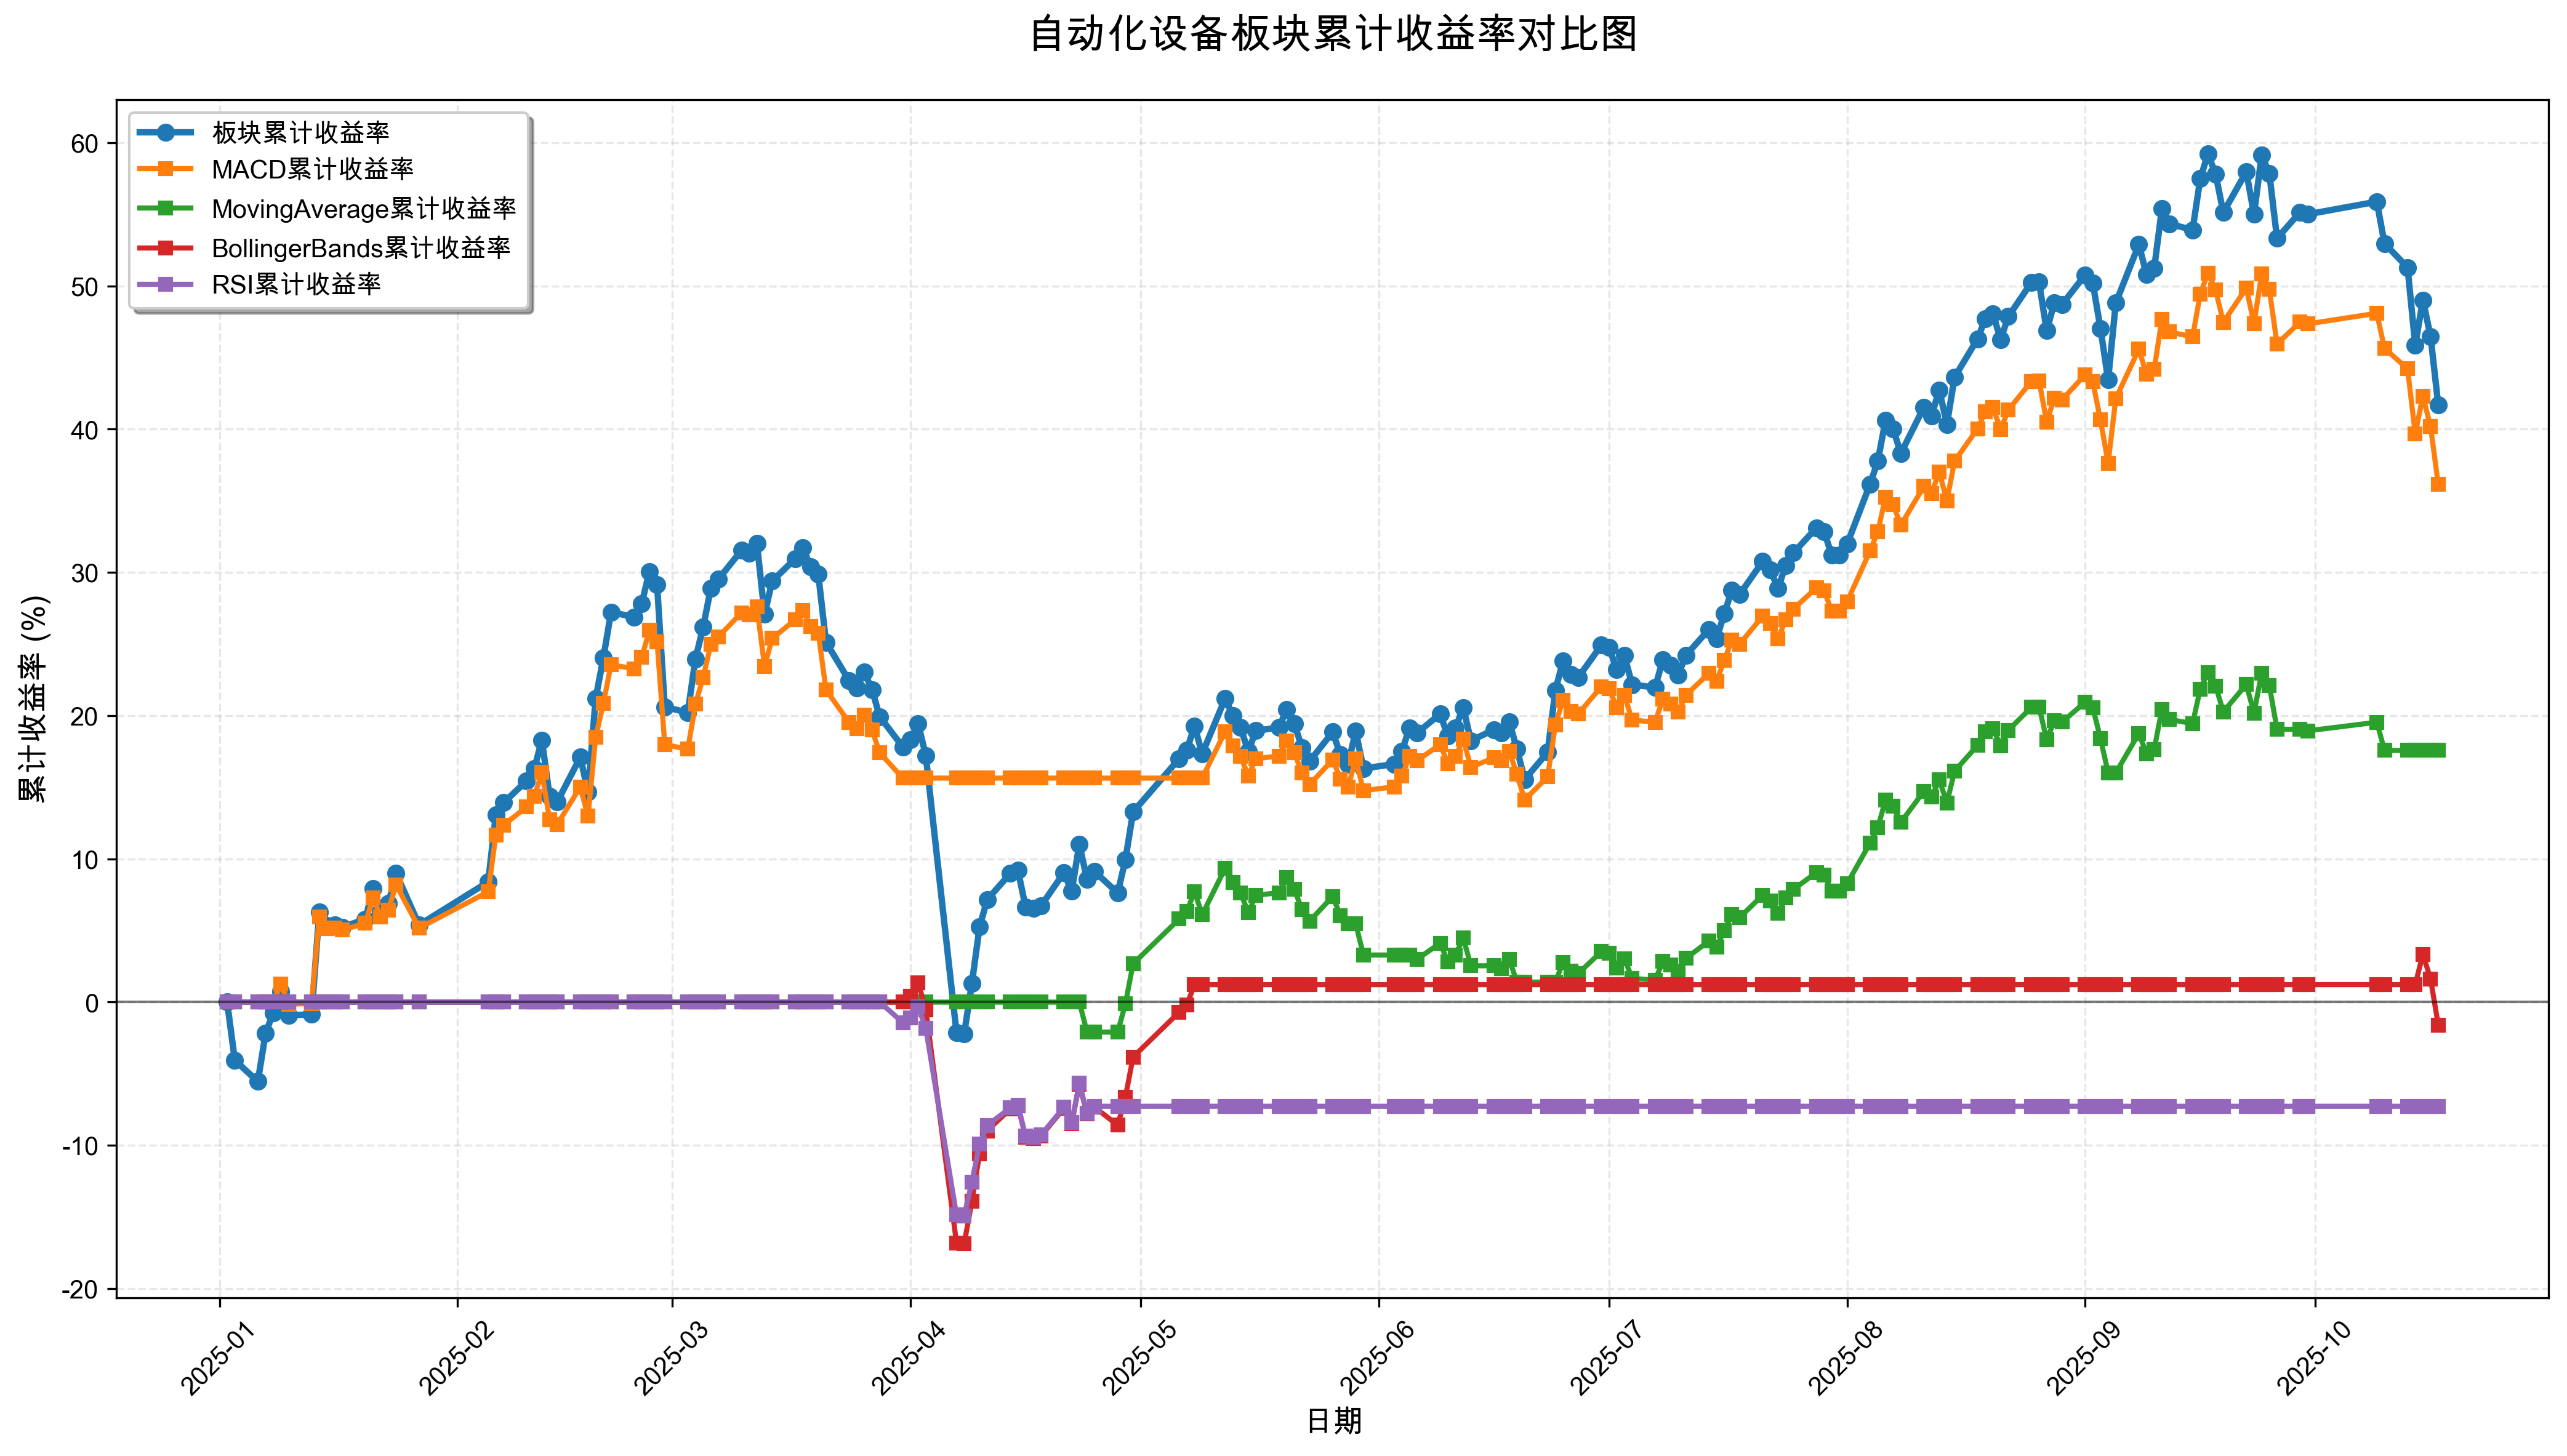 自动化设备板块累计收益率对比图
板块累计收益率
MACD累计收益率
MovingAverage累计收益率
BollingerBands累计收益率
RSI累计收益率
累计收益率 (%)
60
50
40
30
20
10
0
-10
-20
2025-01
2025-02
2025-03
2025-04
2025-05
2025-06
2025-07
2025-08
2025-09
2025-10
日期